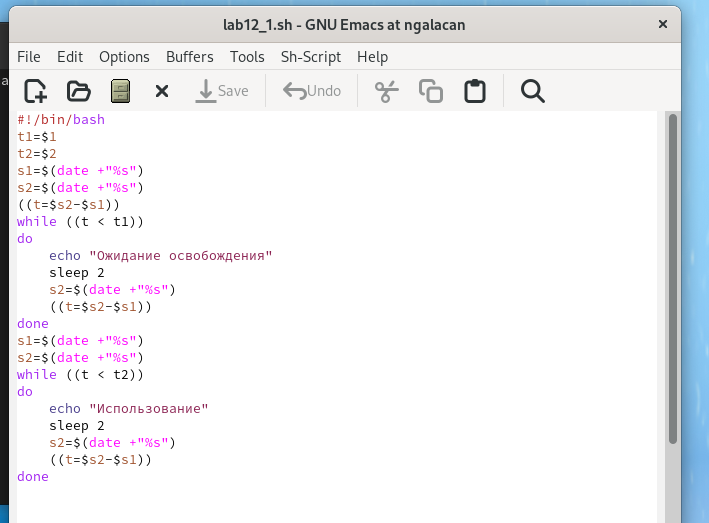 lab12_1.sh - GNU Emacs at ngalacan
File Edit Options Buffers Tools Sh-Script Help
Save Undo
#!/bin/bash
t1=$1
t2=$2
s1=$(date +"%s")
s2=$(date +"%s")
((t=$s2-$s1))
while ((t < t1))
do
    echo "Ожидание освобождения"
    sleep 2
    s2=$(date +"%s")
    ((t=$s2-$s1))
done
s1=$(date +"%s")
s2=$(date +"%s")
while ((t < t2))
do
    echo "Использование"
    sleep 2
    s2=$(date +"%s")
    ((t=$s2-$s1))
done